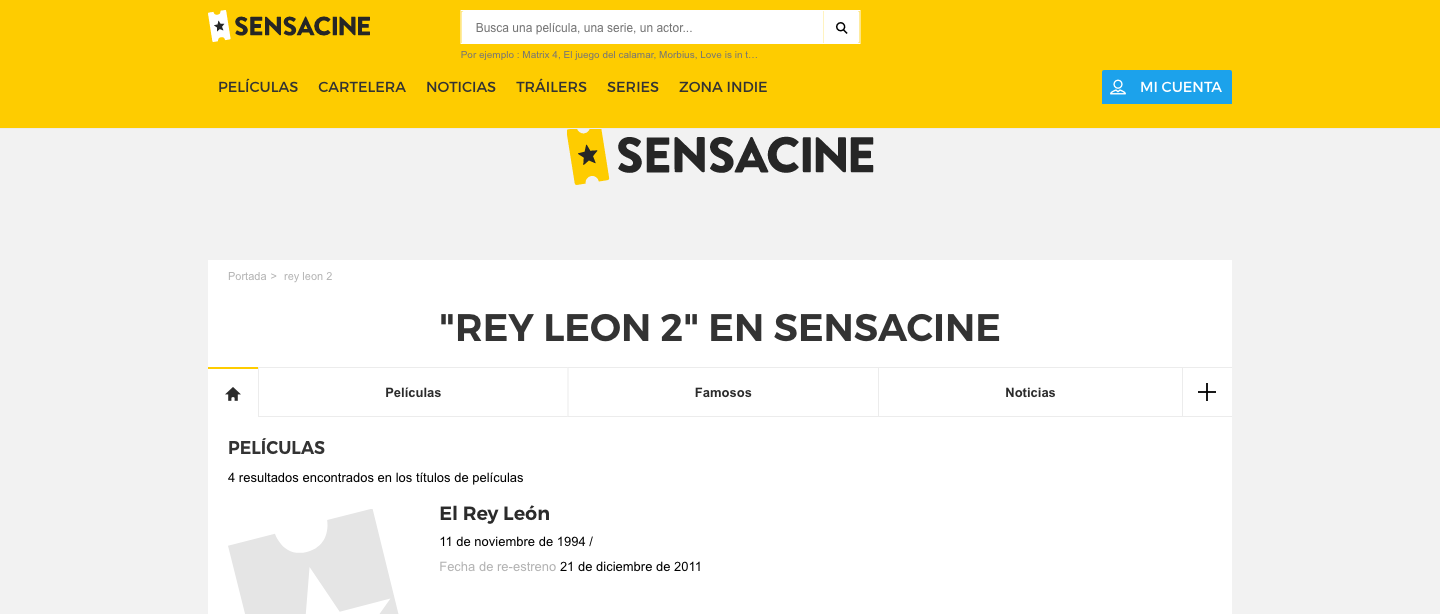 SENSACINE
Busca una película, una serie, un actor...
Por ejemplo : Matrix 4, El juego del calamar, Morbius, Love is in t...
PELÍCULAS CARTELERA NOTICIAS TRÁILERS SERIES ZONA INDIE MI CUENTA
SENSACINE
Portada > rey leon 2
"REY LEON 2" EN SENSACINE
Películas Famosos Noticias
PELÍCULAS
4 resultados encontrados en los títulos de películas
El Rey León
11 de noviembre de 1994 /
Fecha de re-estreno 21 de diciembre de 2011